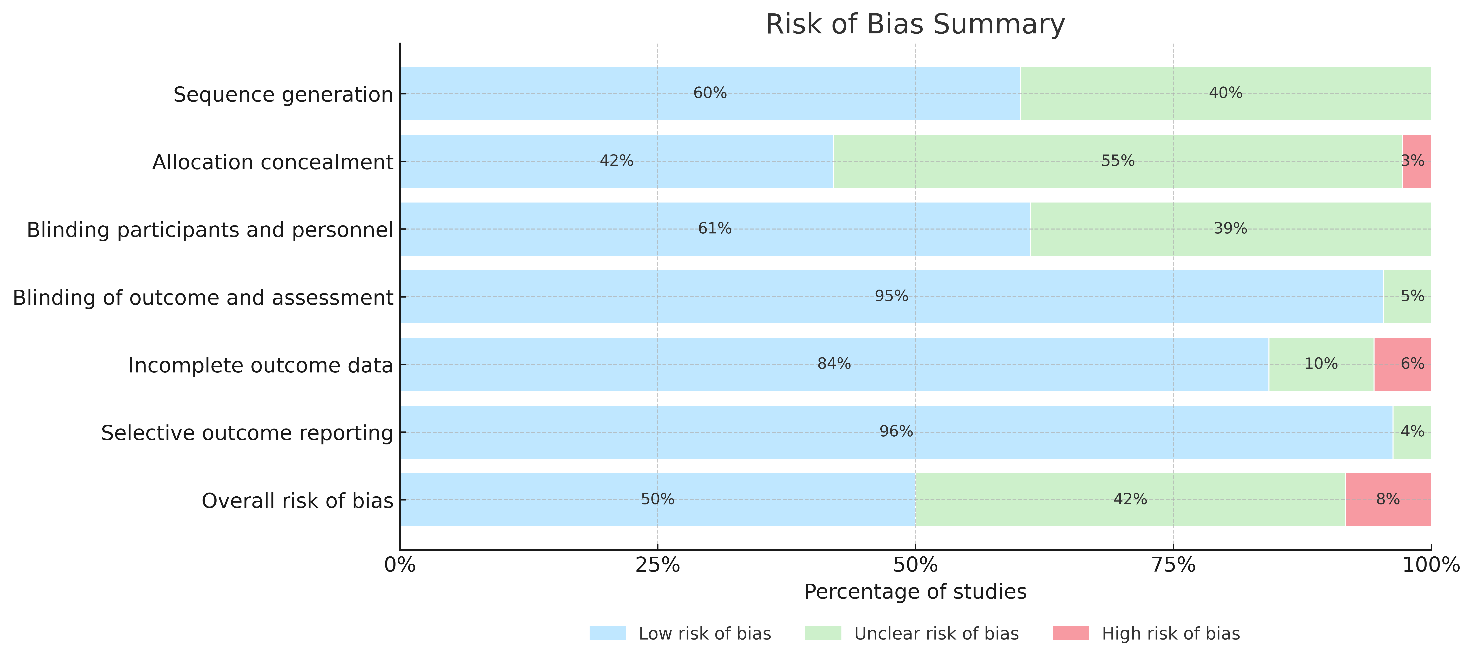 Risk of Bias Summary
Sequence generation 60% 40%
Allocation concealment 42% 55% 3%
Blinding participants and personnel 61% 39%
Blinding of outcome and assessment 95% 5%
Incomplete outcome data 84% 10% 6%
Selective outcome reporting 96% 4%
Overall risk of bias 50% 42% 8%
0% 25% 50% 75% 100%
Percentage of studies
Low risk of bias Unclear risk of bias High risk of bias